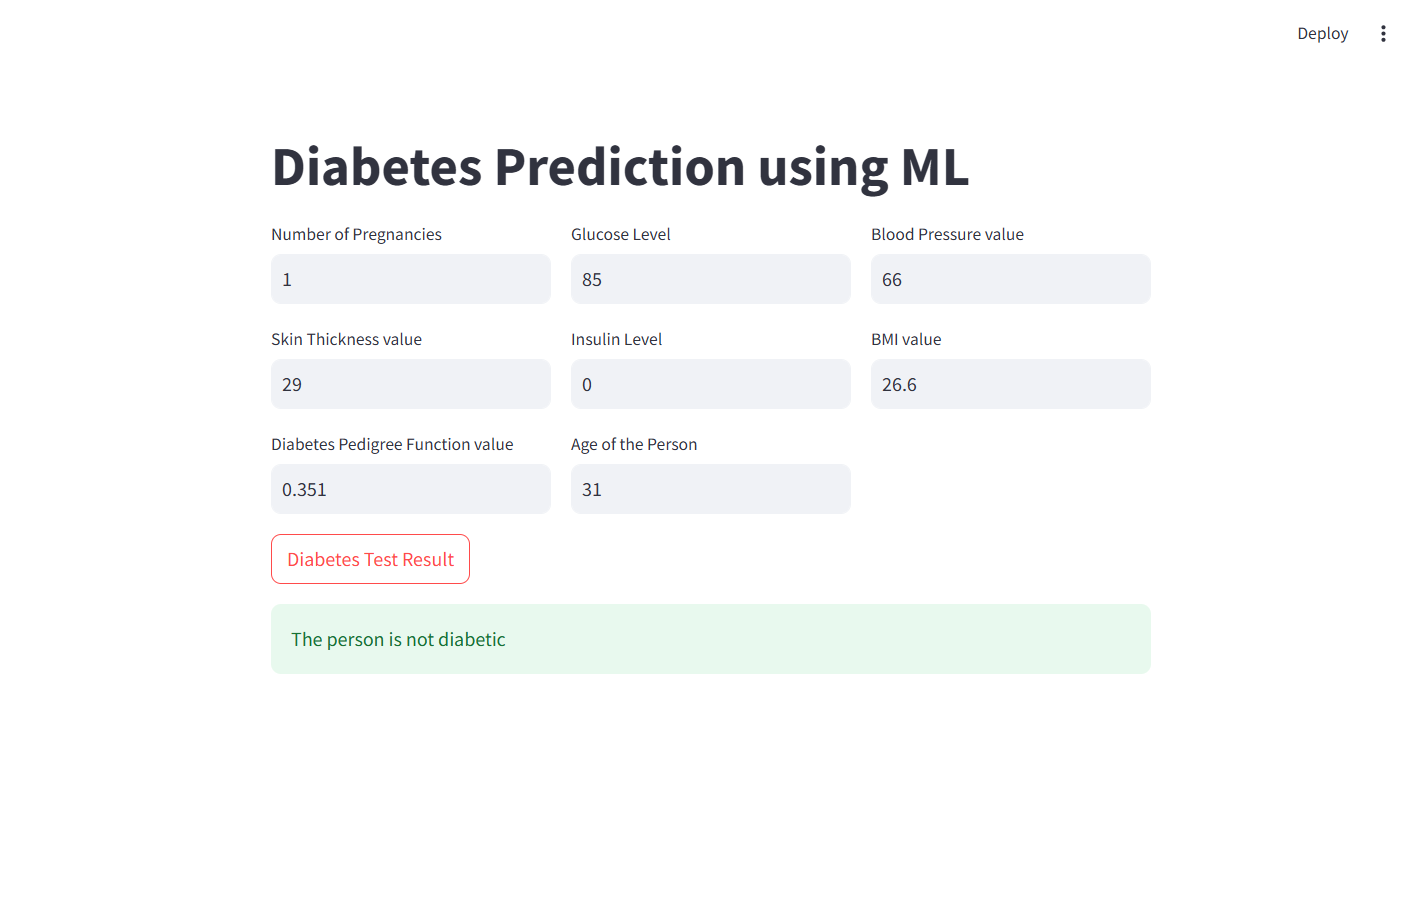 Deploy
Diabetes Prediction using ML
Number of Pregnancies
Glucose Level
Blood Pressure value
1
85
66
Skin Thickness value
Insulin Level
BMI value
29
0
26.6
Diabetes Pedigree Function value
Age of the Person
0.351
31
Diabetes Test Result
The person is not diabetic